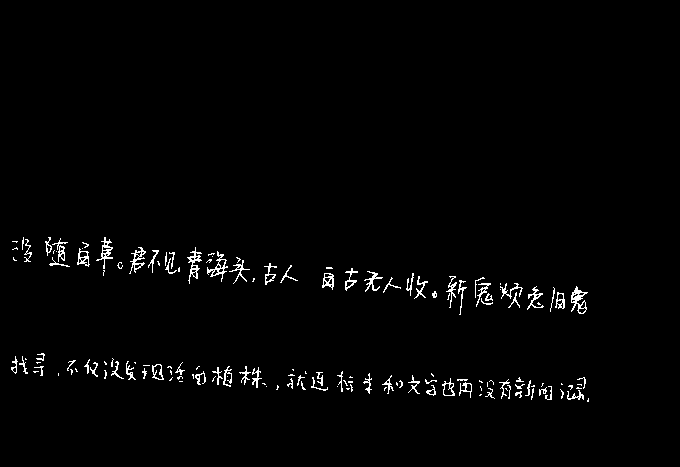 没随百草。君不见青海头,古人 白古无人收。新鬼烦冤旧鬼
找寻,不仅没发现活的植株,就连标本和文字也再没有新的记录,